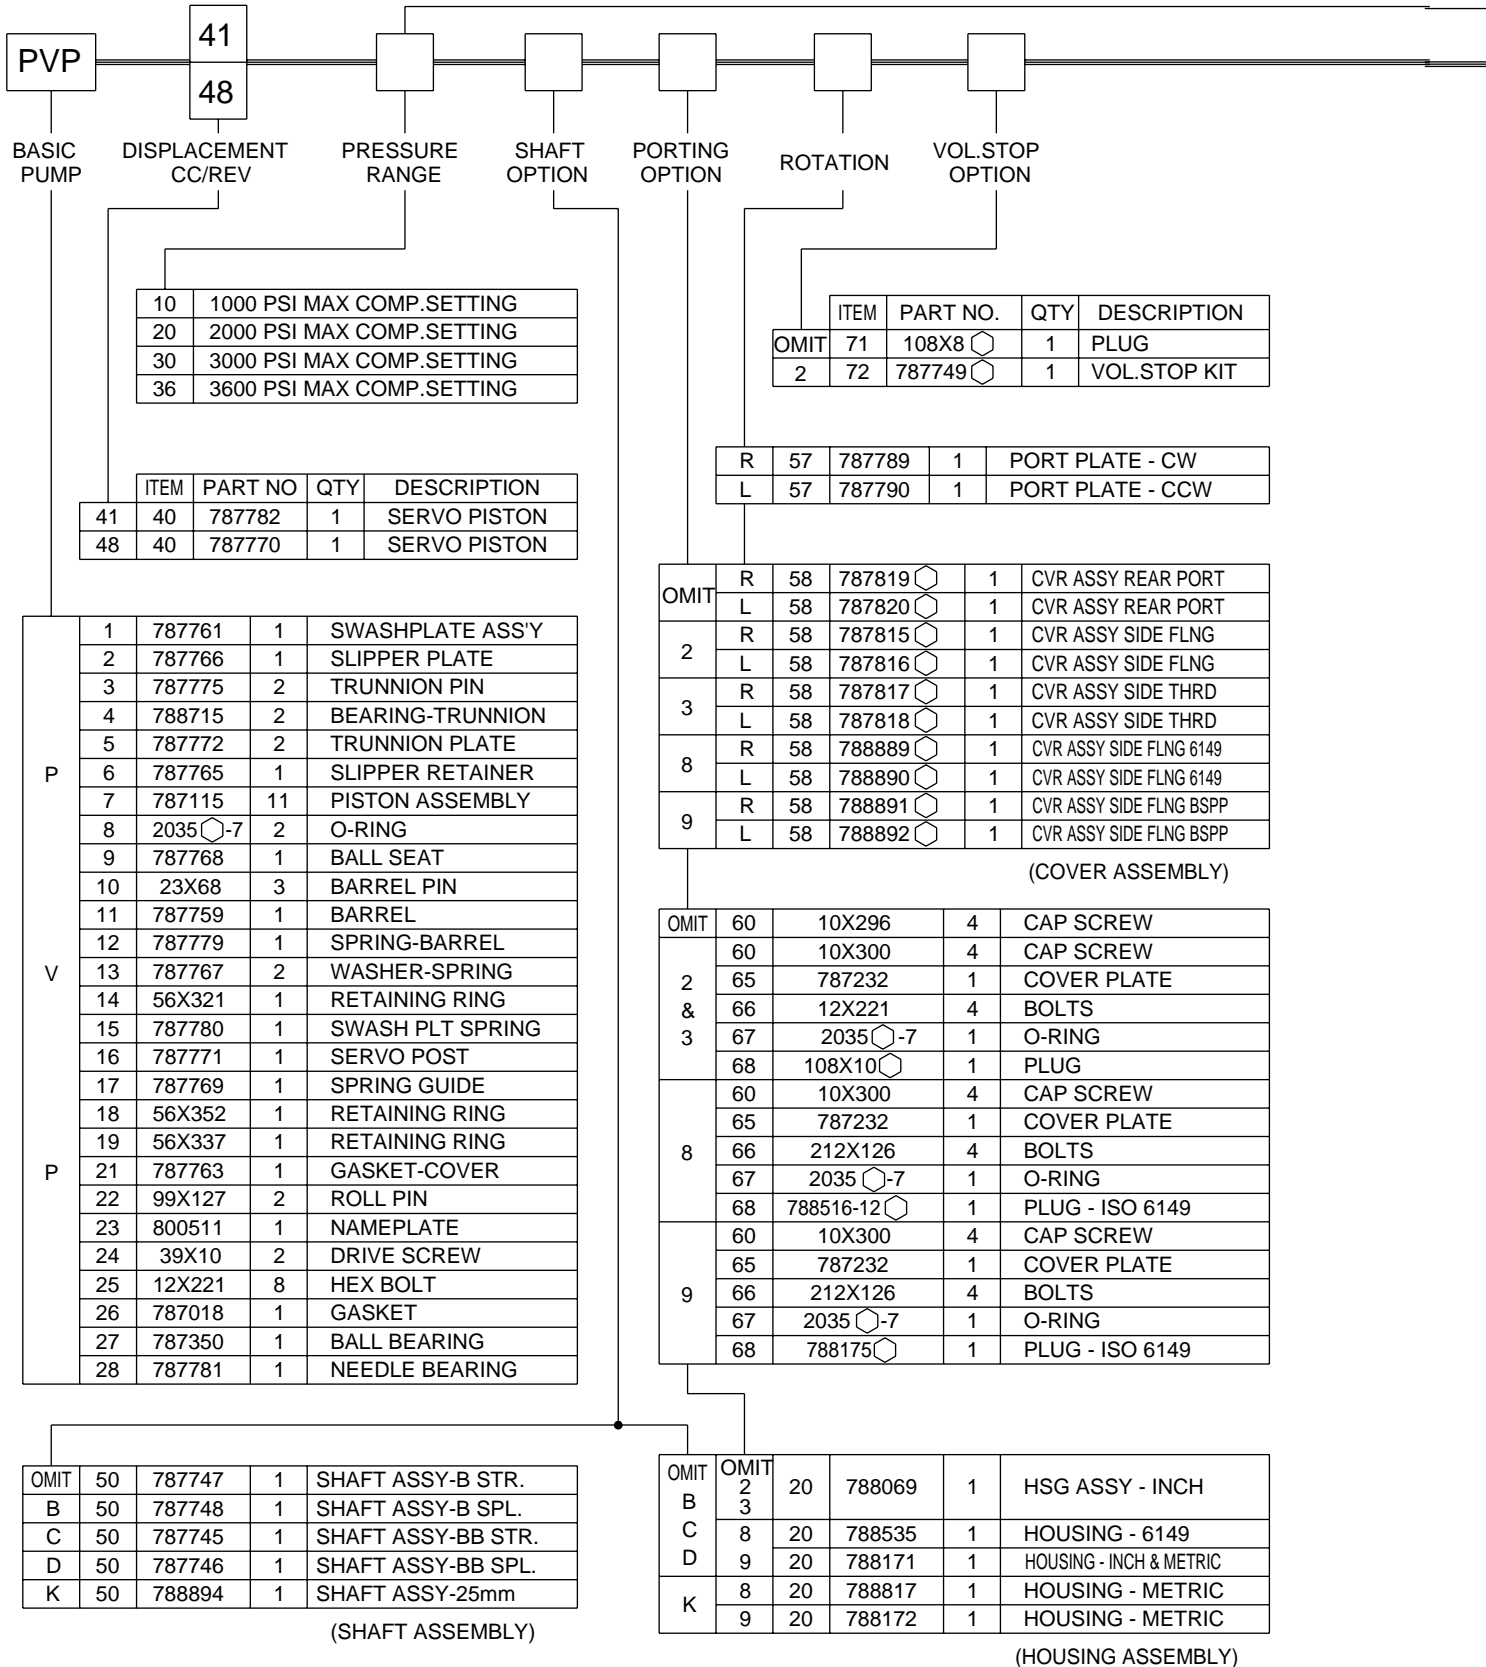 PVP
41
48
BASIC PUMP
DISPLACEMENT CC/REV
PRESSURE RANGE
SHAFT OPTION
PORTING OPTION
ROTATION
VOL.STOP OPTION
10 1000 PSI MAX COMP.SETTING
20 2000 PSI MAX COMP.SETTING
30 3000 PSI MAX COMP.SETTING
36 3600 PSI MAX COMP.SETTING
ITEM PART NO. QTY DESCRIPTION
OMIT 71 108X8⬡ 1 PLUG
2 72 787749⬡ 1 VOL.STOP KIT
R 57 787789 1 PORT PLATE - CW
L 57 787790 1 PORT PLATE - CCW
ITEM PART NO QTY DESCRIPTION
41 40 787782 1 SERVO PISTON
48 40 787770 1 SERVO PISTON
OMIT
R 58 787819⬡ 1 CVR ASSY REAR PORT
L 58 787820⬡ 1 CVR ASSY REAR PORT
2
R 58 787815⬡ 1 CVR ASSY SIDE FLNG
L 58 787816⬡ 1 CVR ASSY SIDE FLNG
3
R 58 787817⬡ 1 CVR ASSY SIDE THRD
L 58 787818⬡ 1 CVR ASSY SIDE THRD
8
R 58 788889⬡ 1 CVR ASSY SIDE FLNG 6149
L 58 788890⬡ 1 CVR ASSY SIDE FLNG 6149
9
R 58 788891⬡ 1 CVR ASSY SIDE FLNG BSPP
L 58 788892⬡ 1 CVR ASSY SIDE FLNG BSPP
(COVER ASSEMBLY)
P
V
P
1 787761 1 SWASHPLATE ASS'Y
2 787766 1 SLIPPER PLATE
3 787775 2 TRUNNION PIN
4 788715 2 BEARING-TRUNNION
5 787772 2 TRUNNION PLATE
6 787765 1 SLIPPER RETAINER
7 787115 11 PISTON ASSEMBLY
8 2035⬡-7 2 O-RING
9 787768 1 BALL SEAT
10 23X68 3 BARREL PIN
11 787759 1 BARREL
12 787779 1 SPRING-BARREL
13 787767 2 WASHER-SPRING
14 56X321 1 RETAINING RING
15 787780 1 SWASH PLT SPRING
16 787771 1 SERVO POST
17 787769 1 SPRING GUIDE
18 56X352 1 RETAINING RING
19 56X337 1 RETAINING RING
21 787763 1 GASKET-COVER
22 99X127 2 ROLL PIN
23 800511 1 NAMEPLATE
24 39X10 2 DRIVE SCREW
25 12X221 8 HEX BOLT
26 787018 1 GASKET
27 787350 1 BALL BEARING
28 787781 1 NEEDLE BEARING
OMIT 60 10X296 4 CAP SCREW
2 & 3
60 10X300 4 CAP SCREW
65 787232 1 COVER PLATE
66 12X221 4 BOLTS
67 2035⬡-7 1 O-RING
68 108X10⬡ 1 PLUG
8
60 10X300 4 CAP SCREW
65 787232 1 COVER PLATE
66 212X126 4 BOLTS
67 2035⬡-7 1 O-RING
68 788516-12⬡ 1 PLUG - ISO 6149
9
60 10X300 4 CAP SCREW
65 787232 1 COVER PLATE
66 212X126 4 BOLTS
67 2035⬡-7 1 O-RING
68 788175⬡ 1 PLUG - ISO 6149
OMIT 50 787747 1 SHAFT ASSY-B STR.
B 50 787748 1 SHAFT ASSY-B SPL.
C 50 787745 1 SHAFT ASSY-BB STR.
D 50 787746 1 SHAFT ASSY-BB SPL.
K 50 788894 1 SHAFT ASSY-25mm
(SHAFT ASSEMBLY)
OMIT B C D
OMIT 2 3 20 788069 1 HSG ASSY - INCH
8 20 788535 1 HOUSING - 6149
9 20 788171 1 HOUSING - INCH & METRIC
K
8 20 788817 1 HOUSING - METRIC
9 20 788172 1 HOUSING - METRIC
(HOUSING ASSEMBLY)